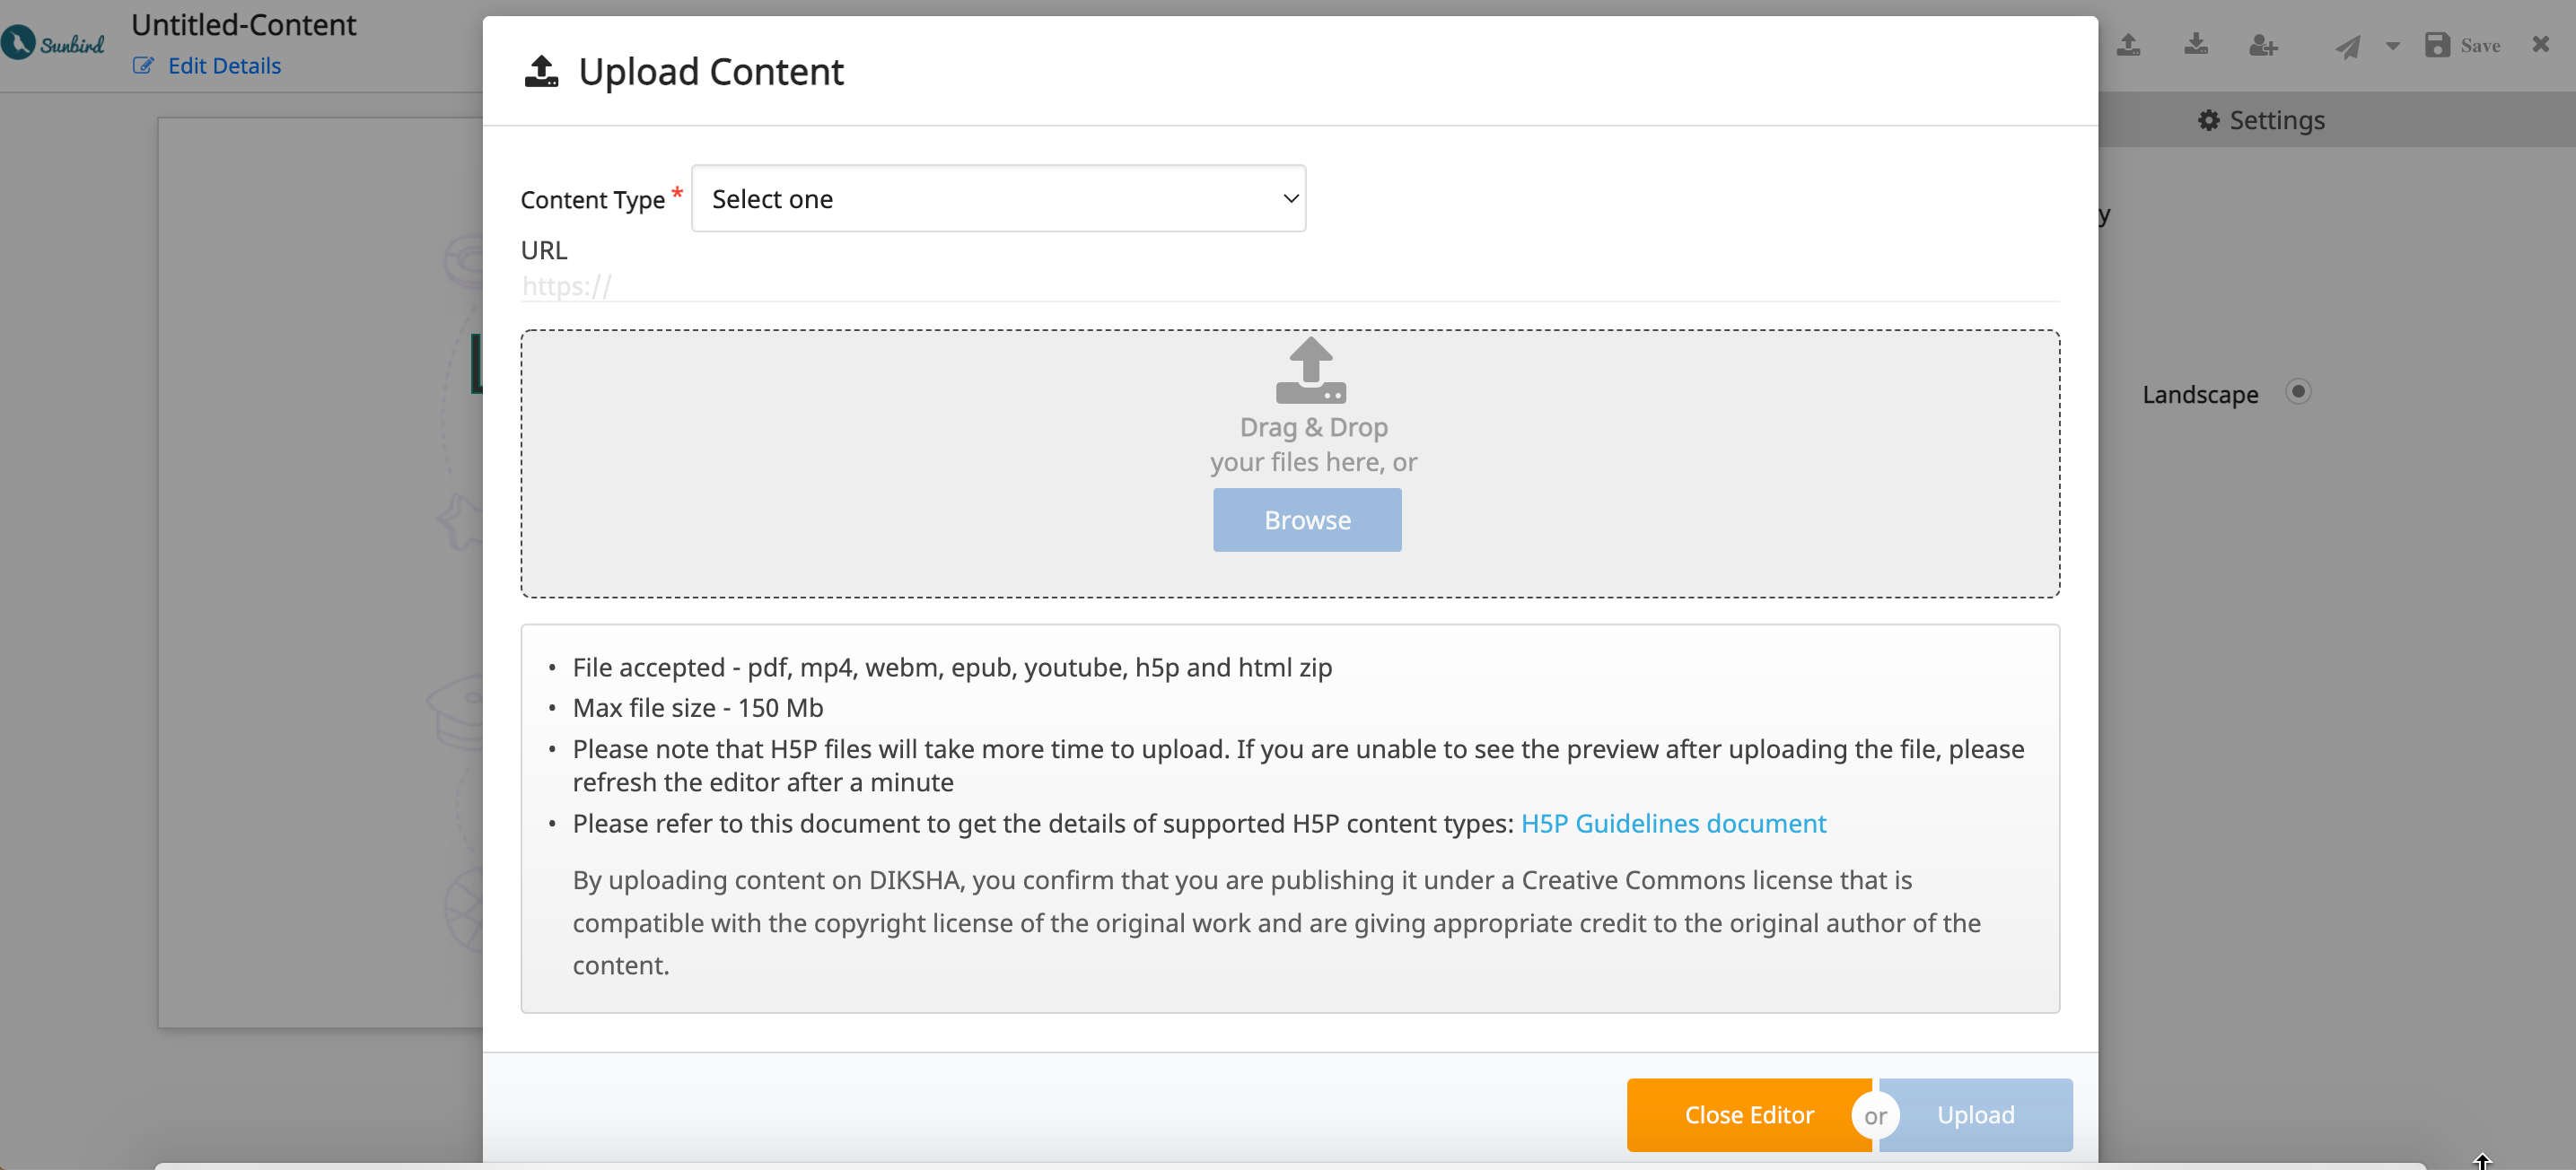 Sunbird
Untitled-Content
Edit Details
Save
Settings
y
Landscape
Upload Content
Content Type *
Select one
URL
https://
Drag & Drop
your files here, or
Browse
• File accepted - pdf, mp4, webm, epub, youtube, h5p and html zip
• Max file size - 150 Mb
• Please note that H5P files will take more time to upload. If you are unable to see the preview after uploading the file, please
refresh the editor after a minute
• Please refer to this document to get the details of supported H5P content types: H5P Guidelines document
By uploading content on DIKSHA, you confirm that you are publishing it under a Creative Commons license that is
compatible with the copyright license of the original work and are giving appropriate credit to the original author of the
content.
Close Editor or Upload